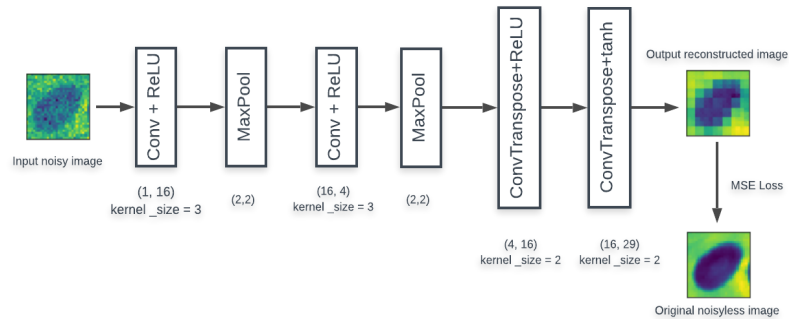 Input noisy image
Conv + ReLU
(1, 16)
kernel _size = 3
MaxPool
(2,2)
Conv + ReLU
(16, 4)
kernel _size = 3
MaxPool
(2,2)
ConvTranspose+ReLU
(4, 16)
kernel _size = 2
ConvTranspose+tanh
(16, 29)
kernel _size = 2
Output reconstructed image
MSE Loss
Original noisyless image